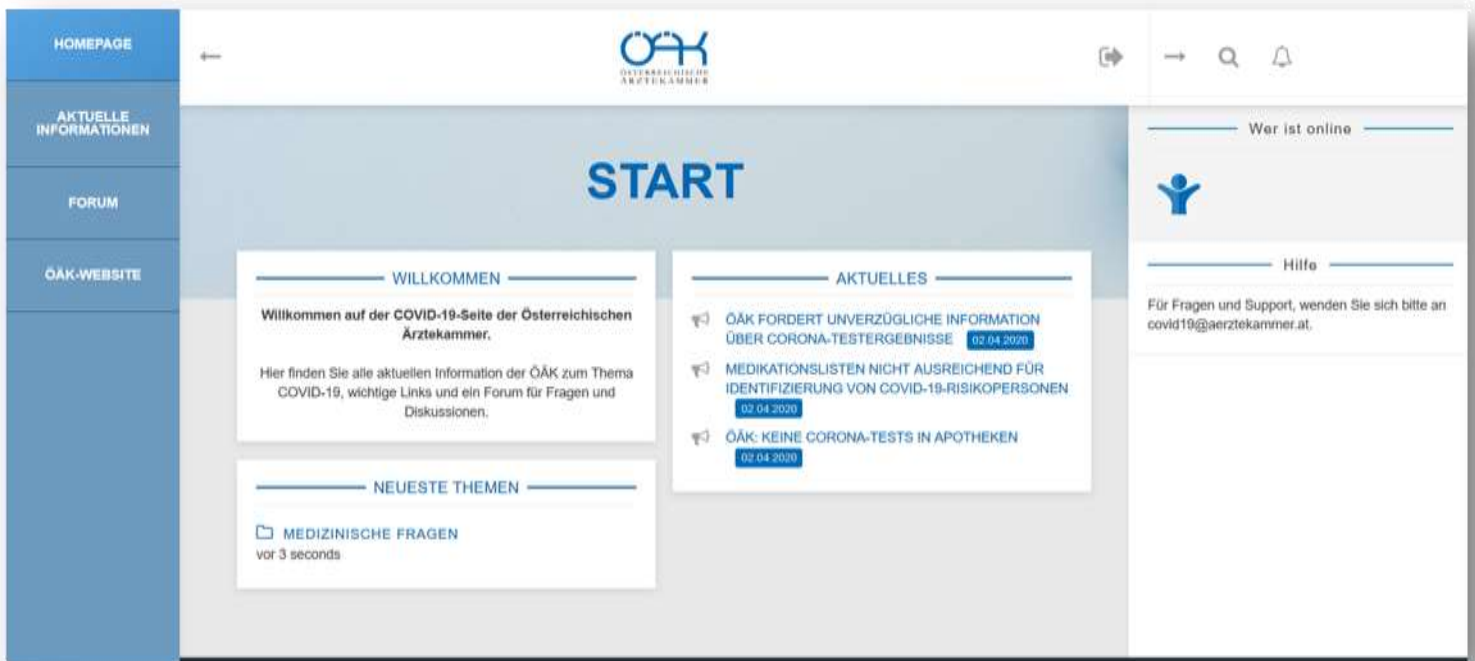 HOMEPAGE
AKTUELLE
INFORMATIONEN
FORUM
ÖÄK-WEBSITE
ÖÄK
ÖSTERREICHISCHE
ÄRZTEKAMMER
START
WILLKOMMEN
Willkommen auf der COVID-19-Seite der Österreichischen
Ärztekammer.
Hier finden Sie alle aktuellen Information der ÖÄK zum Thema
COVID-19, wichtige Links und ein Forum für Fragen und
Diskussionen.
NEUESTE THEMEN
MEDIZINISCHE FRAGEN
vor 3 seconds
AKTUELLES
ÖÄK FORDERT UNVERZÜGLICHE INFORMATION
ÜBER CORONA-TESTERGEBNISSE 02.04.2020
MEDIKATIONSLISTEN NICHT AUSREICHEND FÜR
IDENTIFIZIERUNG VON COVID-19-RISIKOPERSONEN
02.04.2020
ÖÄK: KEINE CORONA-TESTS IN APOTHEKEN
02.04.2020
Wer ist online
Hilfe
Für Fragen und Support, wenden Sie sich bitte an
covid19@aerztekammer.at.